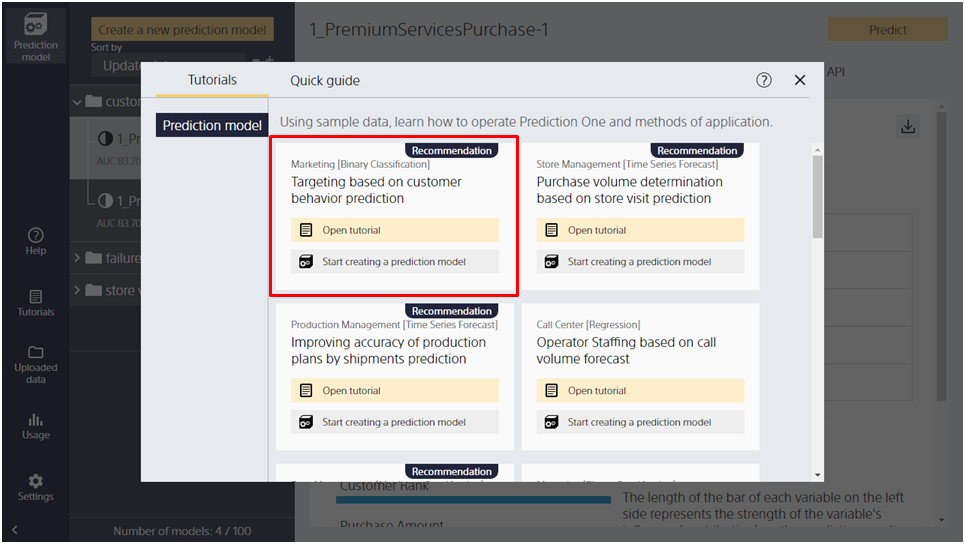 Prediction
model
Create a new prediction model
Sort by
1_PremiumServicesPurchase-1
Predict
API
Tutorials
Quick guide
Prediction model
Using sample data, learn how to operate Prediction One and methods of application.
Recommendation
Marketing [Binary Classification]
Targeting based on customer
behavior prediction
Open tutorial
Start creating a prediction model
Recommendation
Store Management [Time Series Forecast]
Purchase volume determination
based on store visit prediction
Open tutorial
Start creating a prediction model
Recommendation
Production Management [Time Series Forecast]
Improving accuracy of production
plans by shipments prediction
Open tutorial
Start creating a prediction model
Call Center [Regression]
Operator Staffing based on call
volume forecast
Open tutorial
Start creating a prediction model
Recommendation
custo
1_Pr
AUC 83.70
1_Pr
AUC 83.70
failure
store v
Help
Tutorials
Uploaded
data
Usage
Settings
Number of models: 4 / 100
Customer Rank
Purchase Amount
The length of the bar of each variable on the left
side represents the strength of the variable's